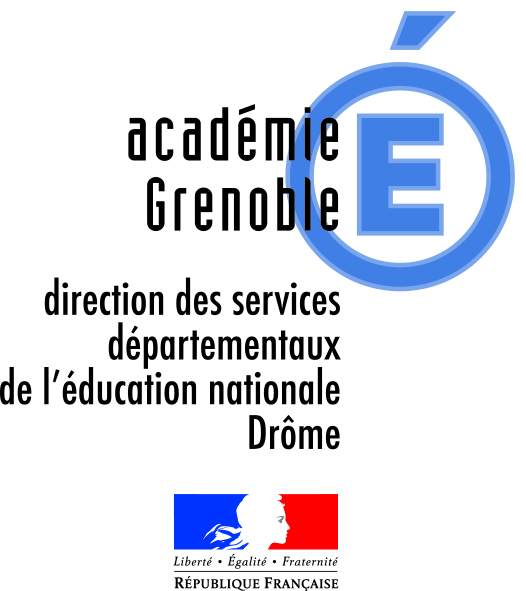 académie
Grenoble
É
direction des services
départementaux
de l'éducation nationale
Drôme
Liberté • Égalité • Fraternité
RÉPUBLIQUE FRANÇAISE